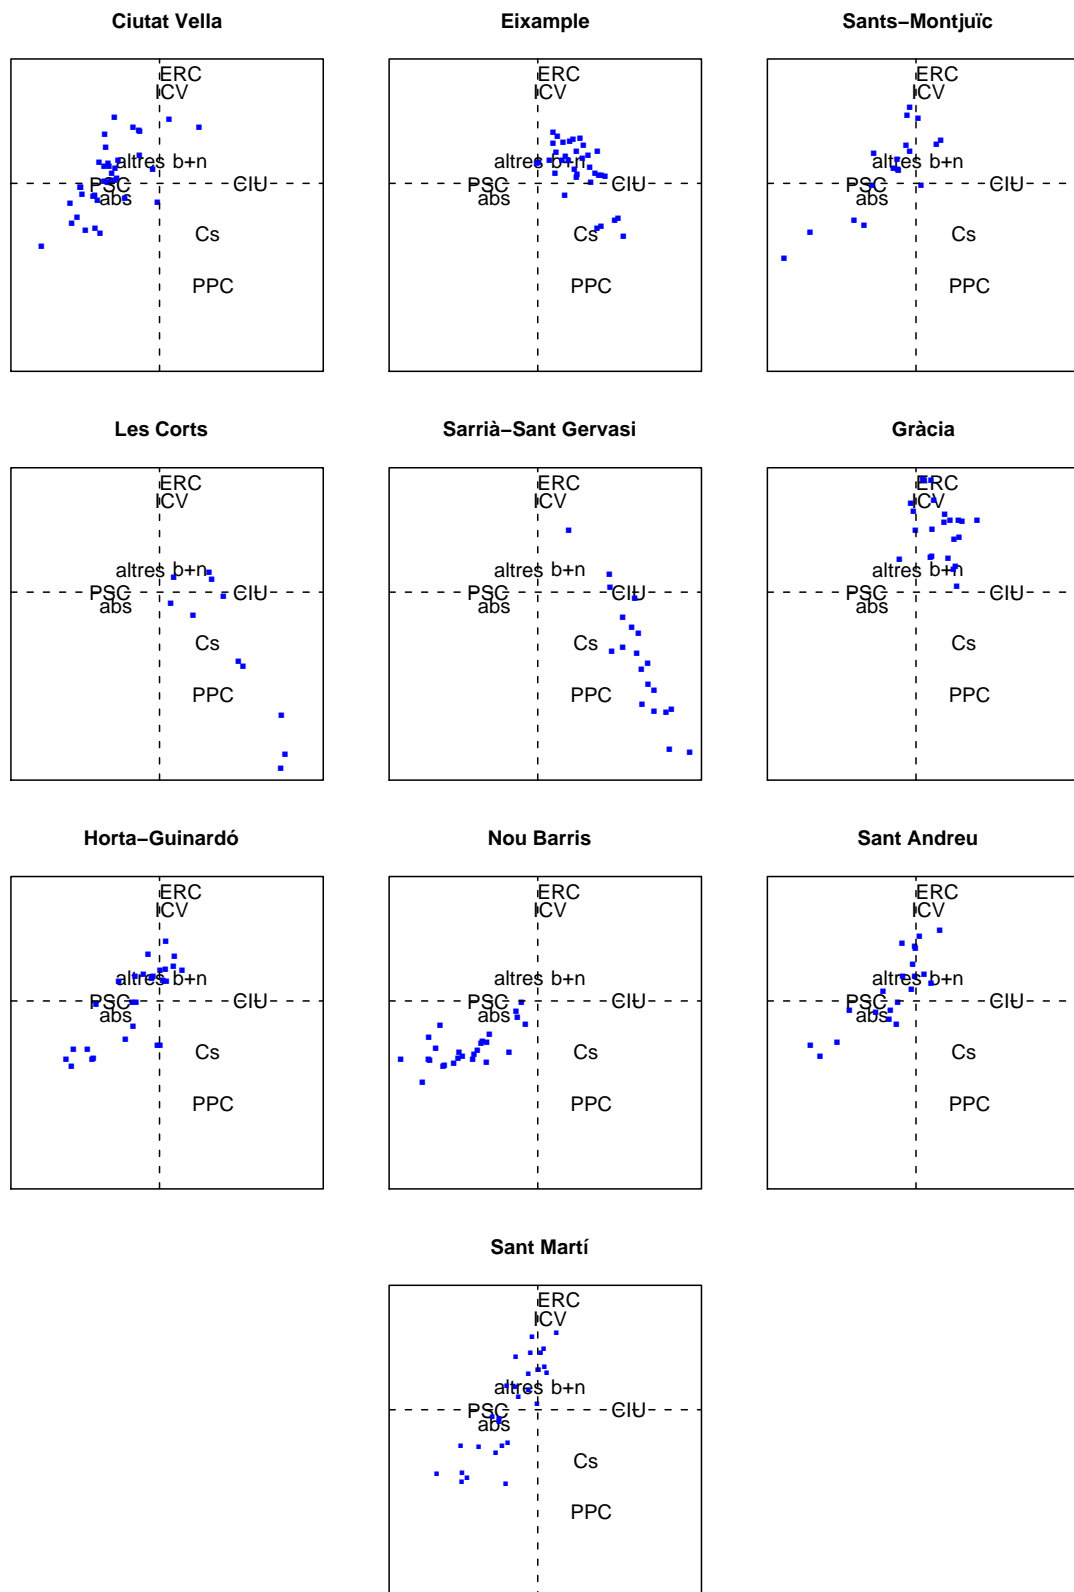 Ciutat Vella
ERC
ICV
altres b+n
PSC
CIU
abs
Cs
PPC
Eixample
ERC
ICV
altres b+n
PSC
CIU
abs
Cs
PPC
Sants−Montjuïc
ERC
ICV
altres b+n
PSC
CIU
abs
Cs
PPC
Les Corts
ERC
ICV
altres b+n
PSC
CIU
abs
Cs
PPC
Sarrià−Sant Gervasi
ERC
ICV
altres b+n
PSC
CIU
abs
Cs
PPC
Gràcia
ERC
ICV
altres b+n
PSC
CIU
abs
Cs
PPC
Horta−Guinardó
ERC
ICV
altres b+n
PSC
CIU
abs
Cs
PPC
Nou Barris
ERC
ICV
altres b+n
PSC
CIU
abs
Cs
PPC
Sant Andreu
ERC
ICV
altres b+n
PSC
CIU
abs
Cs
PPC
Sant Martí
ERC
ICV
altres b+n
PSC
CIU
abs
Cs
PPC